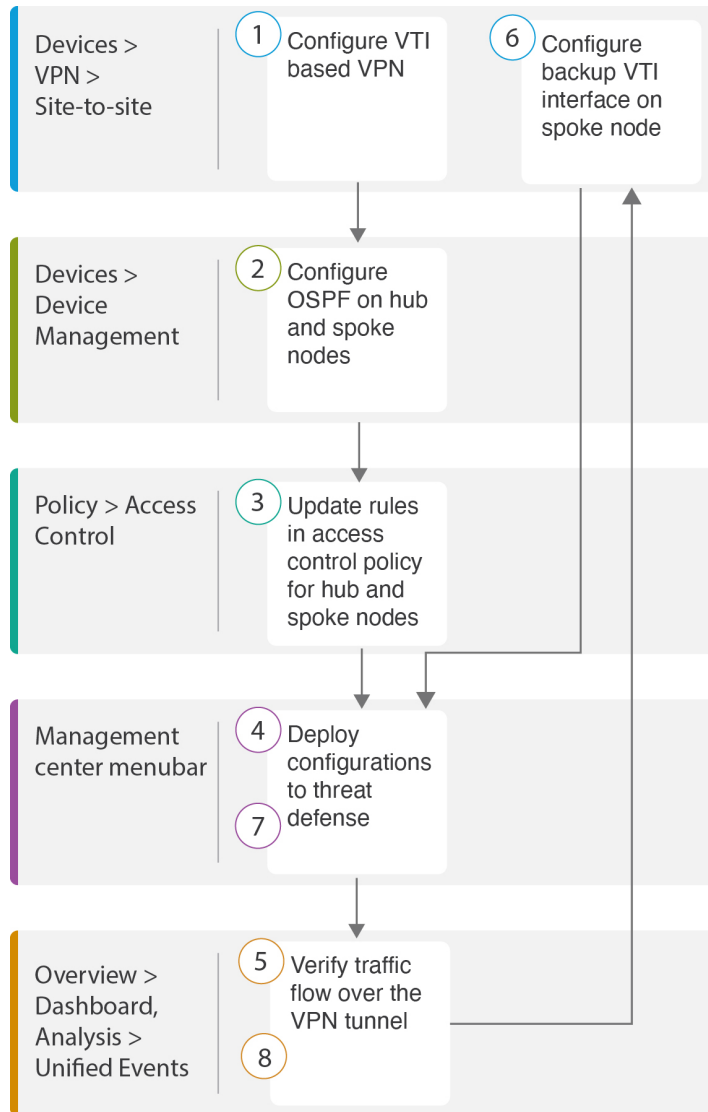 Devices >
VPN >
Site-to-site
1
Configure VTI
based VPN
6
Configure
backup VTI
interface on
spoke node
Devices >
Device
Management
2
Configure
OSPF on hub
and spoke
nodes
Policy > Access
Control
3
Update rules
in access
control policy
for hub and
spoke nodes
Management
center menubar
4
Deploy
configurations
to threat
defense
7
Overview >
Dashboard,
Analysis >
Unified Events
5
Verify traffic
flow over the
VPN tunnel
8